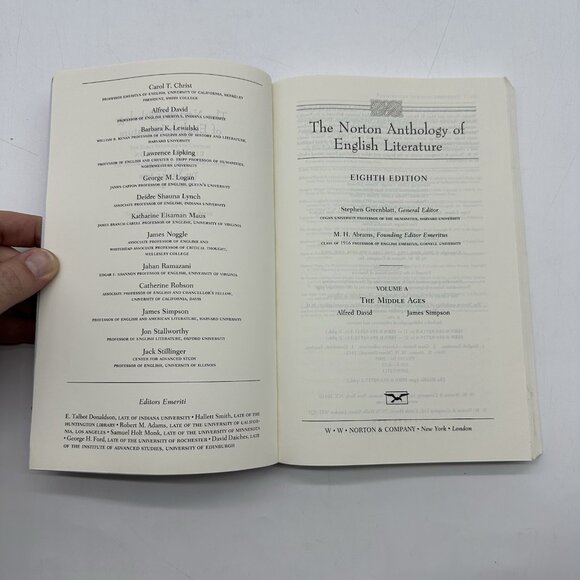 Carol T. Christ
PROFESSOR EMERITUS OF ENGLISH, UNIVERSITY OF CALIFORNIA, BERKELEY
PRESIDENT, SMITH COLLEGE
Alfred David
PROFESSOR OF ENGLISH EMERITUS, INDIANA UNIVERSITY
Barbara K. Lewalski
WILLIAM R. KENAN PROFESSOR OF ENGLISH AND OF HISTORY AND LITERATURE,
HARVARD UNIVERSITY
Lawrence Lipking
PROFESSOR OF ENGLISH AND CHESTER D. TRIPP PROFESSOR OF HUMANITIES,
NORTHWESTERN UNIVERSITY
George M. Logan
JAMES CAPPON PROFESSOR OF ENGLISH, QUEEN'S UNIVERSITY
Deidre Shauna Lynch
ASSOCIATE PROFESSOR OF ENGLISH, INDIANA UNIVERSITY
Katharine Eisaman Maus
JAMES BRANCH CABELL PROFESSOR OF ENGLISH, UNIVERSITY OF VIRGINIA
James Noggle
ASSOCIATE PROFESSOR OF ENGLISH AND
WHITEHEAD ASSOCIATE PROFESSOR OF CRITICAL THOUGHT,
WELLESLEY COLLEGE
Jahan Ramazani
EDGAR F. SHANNON PROFESSOR OF ENGLISH, UNIVERSITY OF VIRGINIA
Catherine Robson
ASSOCIATE PROFESSOR OF ENGLISH AND CHANCELLOR'S FELLOW,
UNIVERSITY OF CALIFORNIA, DAVIS
James Simpson
PROFESSOR OF ENGLISH AND AMERICAN LITERATURE, HARVARD UNIVERSITY
Jon Stallworthy
PROFESSOR OF ENGLISH LITERATURE, OXFORD UNIVERSITY
Jack Stillinger
CENTER FOR ADVANCED STUDY
PROFESSOR OF ENGLISH, UNIVERSITY OF ILLINOIS
Editors Emeriti
E. Talbot Donaldson, LATE OF INDIANA UNIVERSITY • Hallett Smith, LATE OF THE
HUNTINGTON LIBRARY • Robert M. Adams, LATE OF THE UNIVERSITY OF CALIFOR-
NIA, LOS ANGELES • Samuel Holt Monk, LATE OF THE UNIVERSITY OF MINNESOTA
• George H. Ford, LATE OF THE UNIVERSITY OF ROCHESTER • David Daiches, LATE
OF THE INSTITUTE OF ADVANCED STUDIES, UNIVERSITY OF EDINBURGH
The Norton Anthology of
English Literature
EIGHTH EDITION
Stephen Greenblatt, General Editor
COGAN UNIVERSITY PROFESSOR OF THE HUMANITIES, HARVARD UNIVERSITY
M. H. Abrams, Founding Editor Emeritus
CLASS OF 1916 PROFESSOR OF ENGLISH EMERITUS, CORNELL UNIVERSITY
VOLUME A
THE MIDDLE AGES
Alfred David James Simpson
W • W • NORTON & COMPANY • New York • London